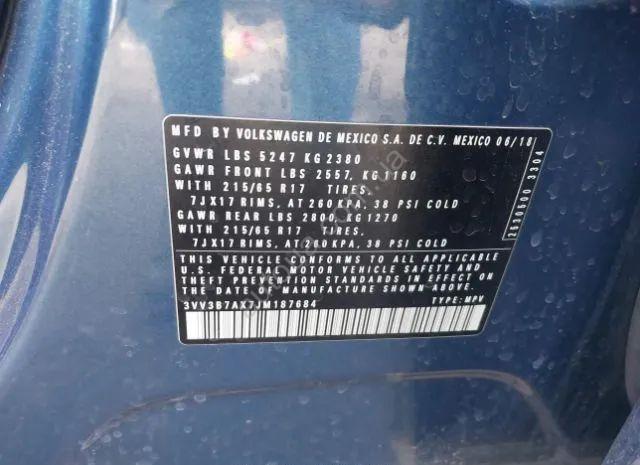 MFD BY VOLKSWAGEN DE MEXICO S.A. DE C.V. MEXICO 06/18
GVWR LBS 5247 KG 2380
GAWR FRONT LBS 2557, KG 1160
WITH 215/65 R17 TIRES,
7JX17 RIMS, AT 260 KPA, 38 PSI COLD
GAWR REAR LBS 2800, KG 1270
WITH 215/65 R17 TIRES,
7JX17 RIMS, AT 260 KPA, 38 PSI COLD
THIS VEHICLE CONFORMS TO ALL APPLICABLE
U.S. FEDERAL MOTOR VEHICLE SAFETY AND
THEFT PREVENTION STANDARDS IN EFFECT
ON THE DATE OF MANUFACTURE SHOWN ABOVE.
3VV3B7AX7JM187684 TYPE: MPV
2530500 3304